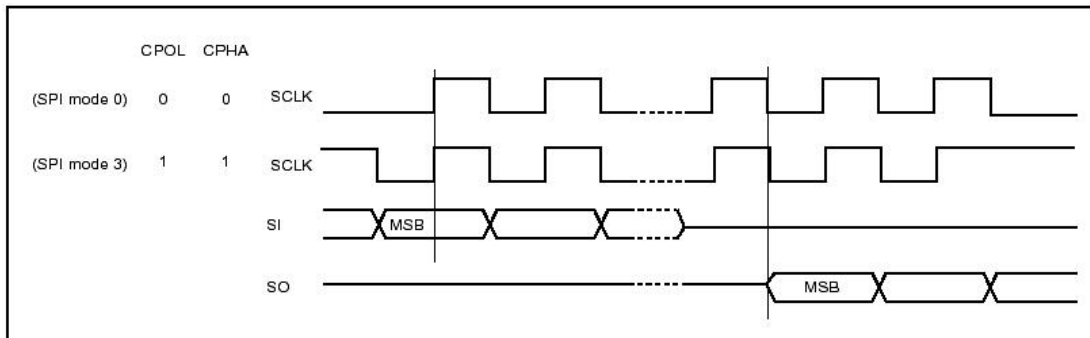 CPOL CPHA
(SPI mode 0) 0 0 SCLK
(SPI mode 3) 1 1 SCLK
SI MSB
SO MSB